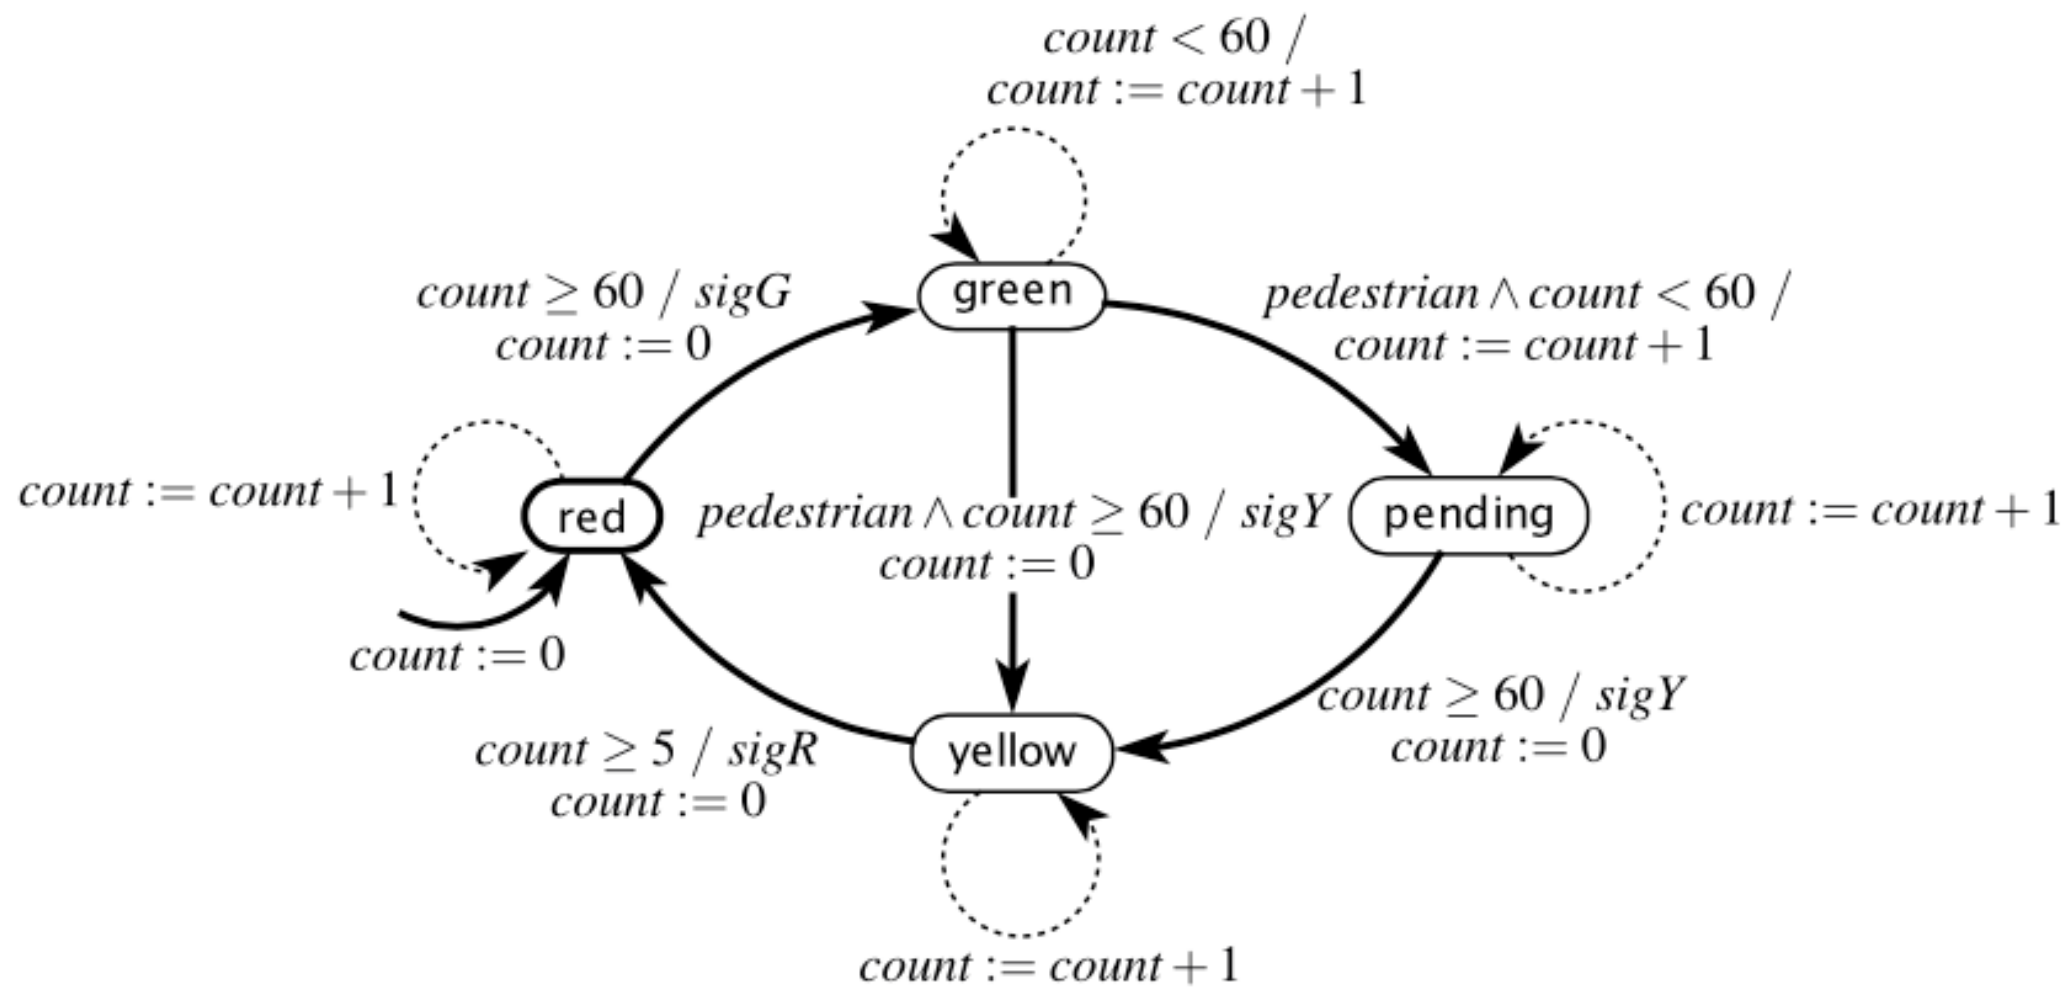 count < 60 /
count := count + 1
green
count ≥ 60 / sigG
count := 0
pedestrian ∧ count < 60 /
count := count + 1
count := count + 1
red
pedestrian ∧ count ≥ 60 / sigY
count := 0
pending
count := count + 1
count := 0
count ≥ 60 / sigY
count := 0
count ≥ 5 / sigR
count := 0
yellow
count := count + 1